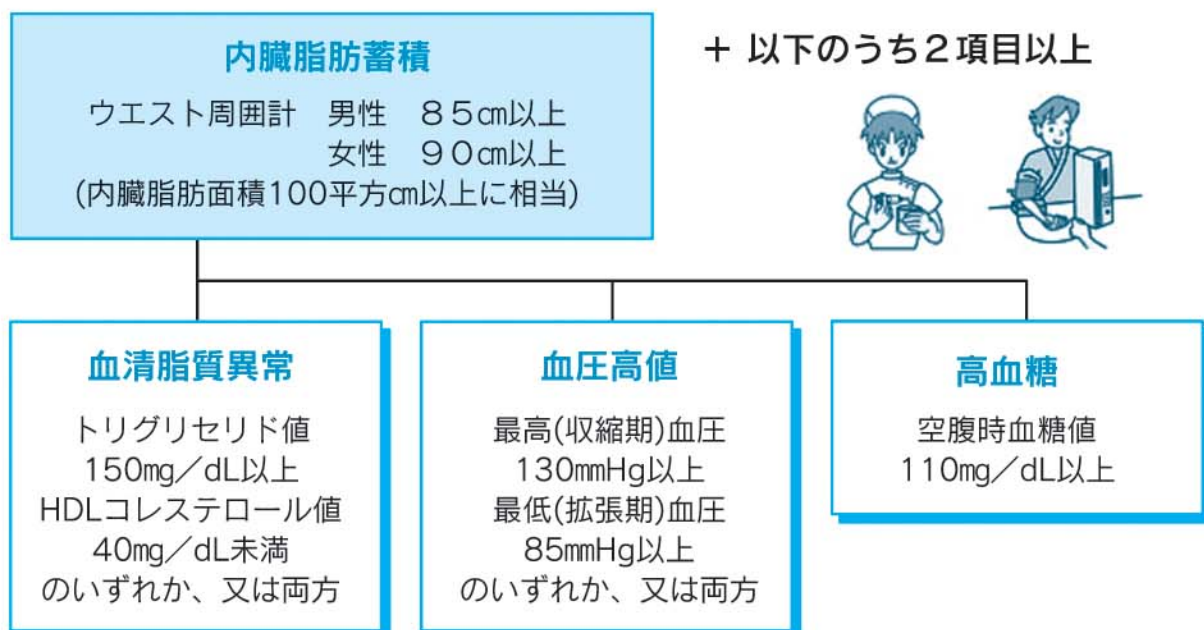 内臓脂肪蓄積
ウエスト周囲計　男性　８５㎝以上
女性　９０㎝以上
(内臓脂肪面積100平方㎝以上に相当)
＋ 以下のうち２項目以上
血清脂質異常
トリグリセリド値
150mg／dL以上
HDLコレステロール値
40mg／dL未満
のいずれか、又は両方
血圧高値
最高(収縮期)血圧
130mmHg以上
最低(拡張期)血圧
85mmHg以上
のいずれか、又は両方
高血糖
空腹時血糖値
110mg／dL以上